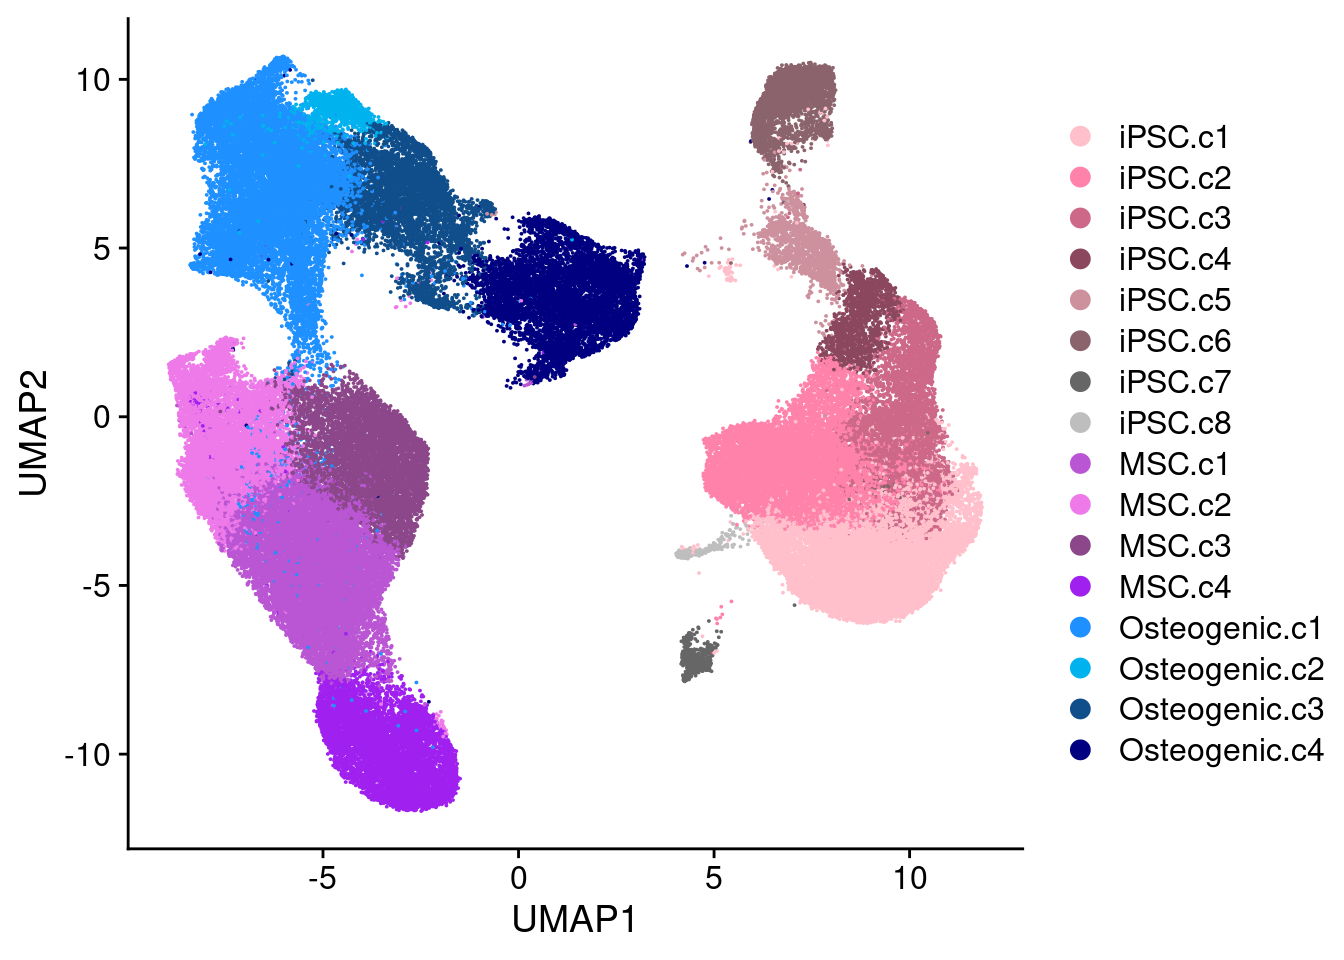 10
5
0
-5
-10
UMAP2
-5
0
5
10
UMAP1
iPSC.c1
iPSC.c2
iPSC.c3
iPSC.c4
iPSC.c5
iPSC.c6
iPSC.c7
iPSC.c8
MSC.c1
MSC.c2
MSC.c3
MSC.c4
Osteogenic.c1
Osteogenic.c2
Osteogenic.c3
Osteogenic.c4